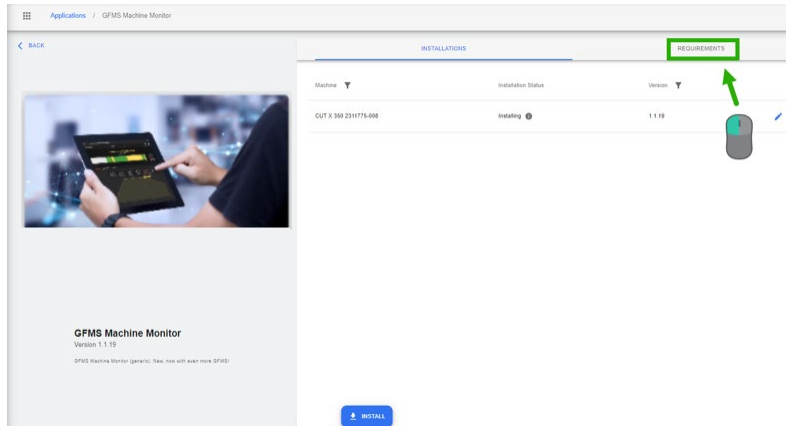 Applications / GFMS Machine Monitor
BACK
INSTALLATIONS
REQUIREMENTS
Machine
Installation Status
Version
CUT X 350 2311775-008
Installing
1.1.19
GFMS Machine Monitor
Version 1.1.19
GFMS Machine Monitor (generic). New, now with even more GFMS!
INSTALL